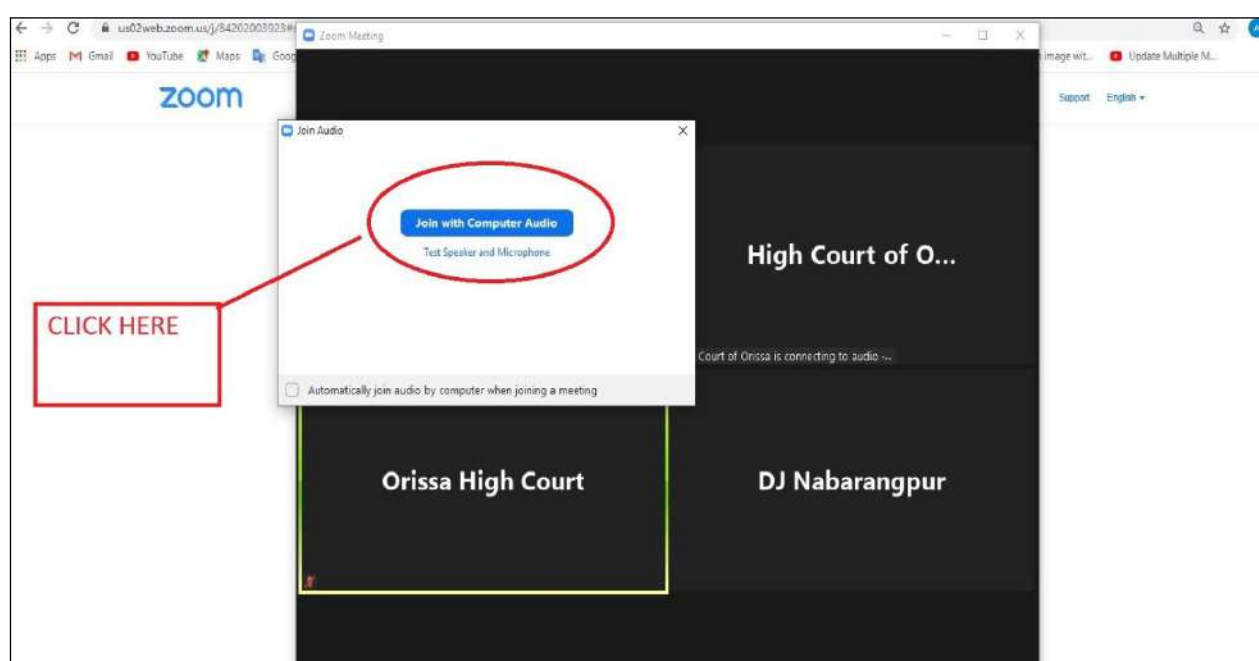 us02web.zoom.us/j/84202003923#
Zoom Meeting
Apps Gmail YouTube Maps Goog
image wit... Update Multiple M...
zoom
Support English
Join Audio
Join with Computer Audio
Test Speaker and Microphone
High Court of O...
CLICK HERE
Court of Orissa is connecting to audio ...
Automatically join audio by computer when joining a meeting
Orissa High Court
DJ Nabarangpur